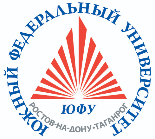 ЮЖНЫЙ ФЕДЕРАЛЬНЫЙ УНИВЕРСИТЕТ
ЮФУ
РОСТОВ-НА-ДОНУ-ТАГАНРОГ